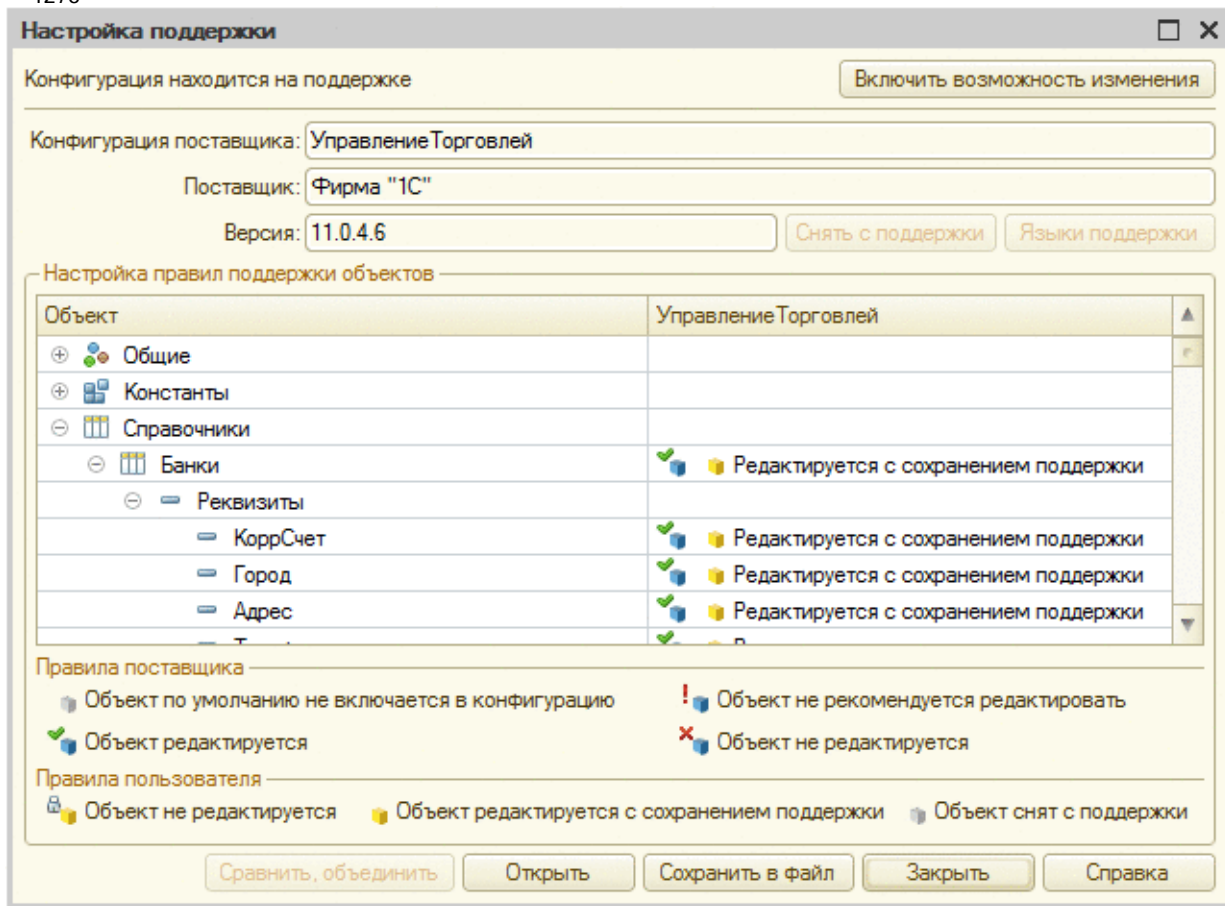 Настройка поддержки
Конфигурация находится на поддержке Включить возможность изменения
Конфигурация поставщика: УправлениеТорговлей
Поставщик: Фирма "1С"
Версия: 11.0.4.6 Снять с поддержки Языки поддержки
Настройка правил поддержки объектов
Объект УправлениеТорговлей
Общие
Константы
Справочники
Банки Редактируется с сохранением поддержки
Реквизиты
КоррСчет Редактируется с сохранением поддержки
Город Редактируется с сохранением поддержки
Адрес Редактируется с сохранением поддержки
Правила поставщика
Объект по умолчанию не включается в конфигурацию Объект не рекомендуется редактировать
Объект редактируется Объект не редактируется
Правила пользователя
Объект не редактируется Объект редактируется с сохранением поддержки Объект снят с поддержки
Сравнить, объединить Открыть Сохранить в файл Закрыть Справка